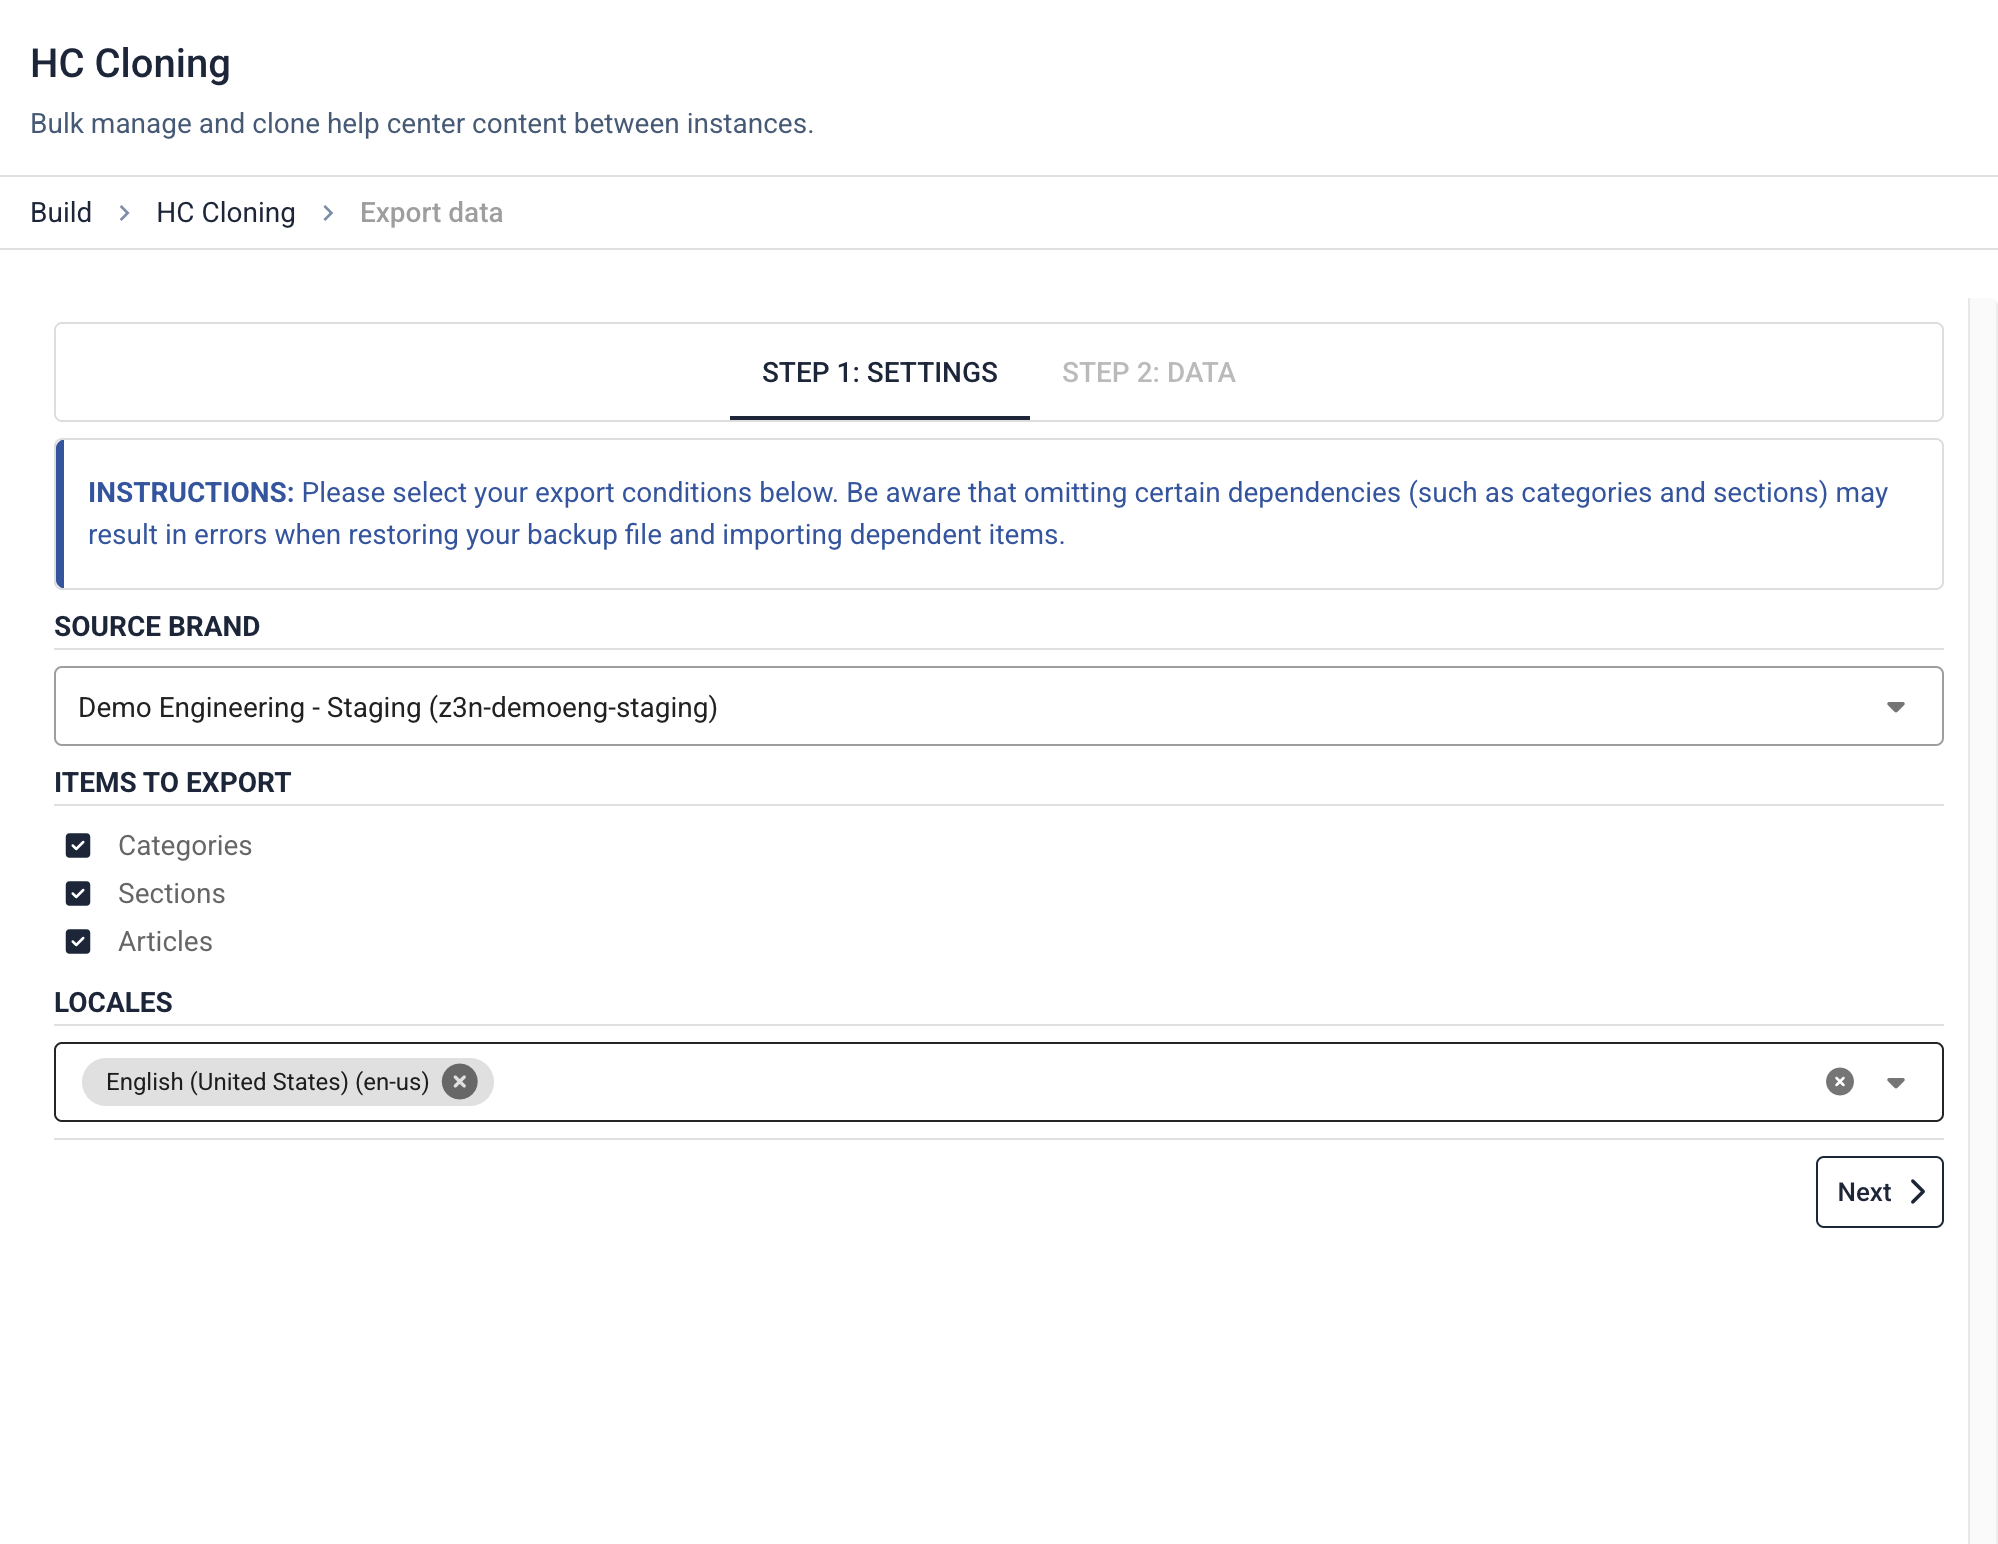 HC Cloning
Bulk manage and clone help center content between instances.
Build > HC Cloning > Export data
STEP 1: SETTINGS STEP 2: DATA
INSTRUCTIONS: Please select your export conditions below. Be aware that omitting certain dependencies (such as categories and sections) may
result in errors when restoring your backup file and importing dependent items.
SOURCE BRAND
Demo Engineering - Staging (z3n-demoeng-staging)
ITEMS TO EXPORT
Categories
Sections
Articles
LOCALES
English (United States) (en-us)
Next